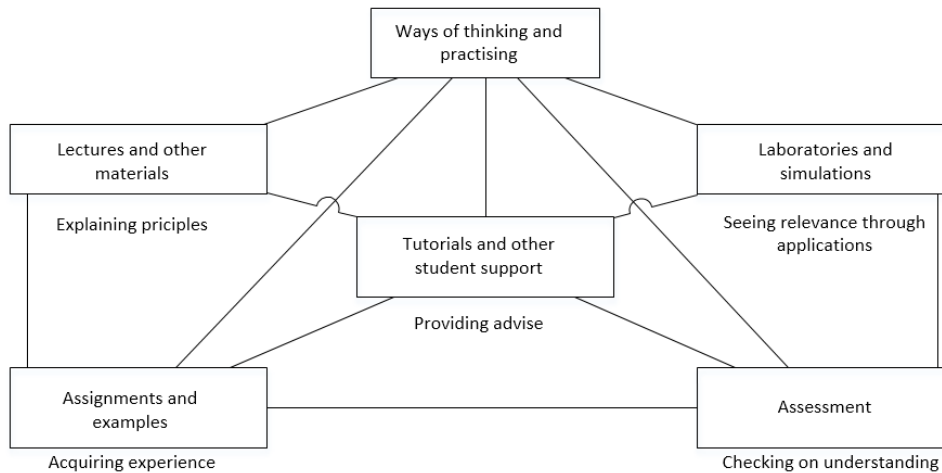 Ways of thinking and
practising
Lectures and other
materials
Laboratories and
simulations
Explaining priciples
Seeing relevance through
applications
Tutorials and other
student support
Providing advise
Assignments and
examples
Assessment
Acquiring experience
Checking on understanding